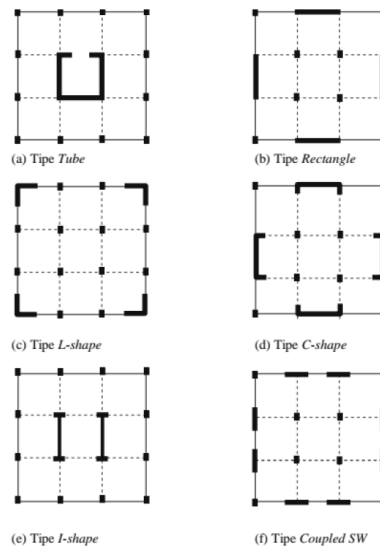 (a) Tipe Tube
(b) Tipe Rectangle
(c) Tipe L-shape
(d) Tipe C-shape
(e) Tipe I-shape
(f) Tipe Coupled SW